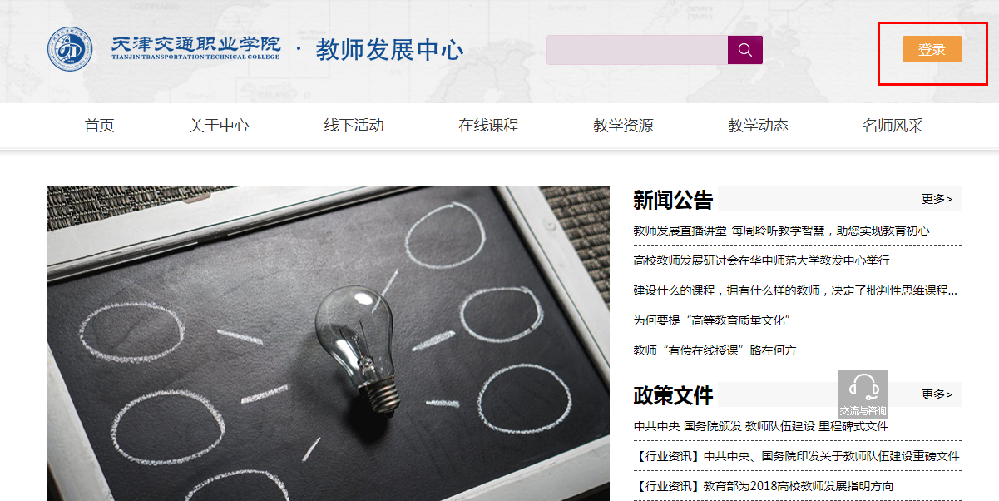 天津交通职业学院 · 教师发展中心
TIANJIN TRANSPORTATION TECHNICAL COLLEGE
登录
首页 关于中心 线下活动 在线课程 教学资源 教学动态 名师风采
新闻公告 更多>
教师发展直播讲堂-每周聆听教学智慧，助您实现教育初心
高校教师发展研讨会在华中师范大学教发中心举行
建设什么的课程，拥有什么样的教师，决定了批判性思维课程...
为何要提“高等教育质量文化”
教师“有偿在线授课”路在何方
政策文件 更多>
交流与咨询
中共中央 国务院颁发 教师队伍建设 里程碑式文件
【行业资讯】中共中央、国务院印发关于教师队伍建设重磅文件
【行业资讯】教育部为2018高校教师发展指明方向